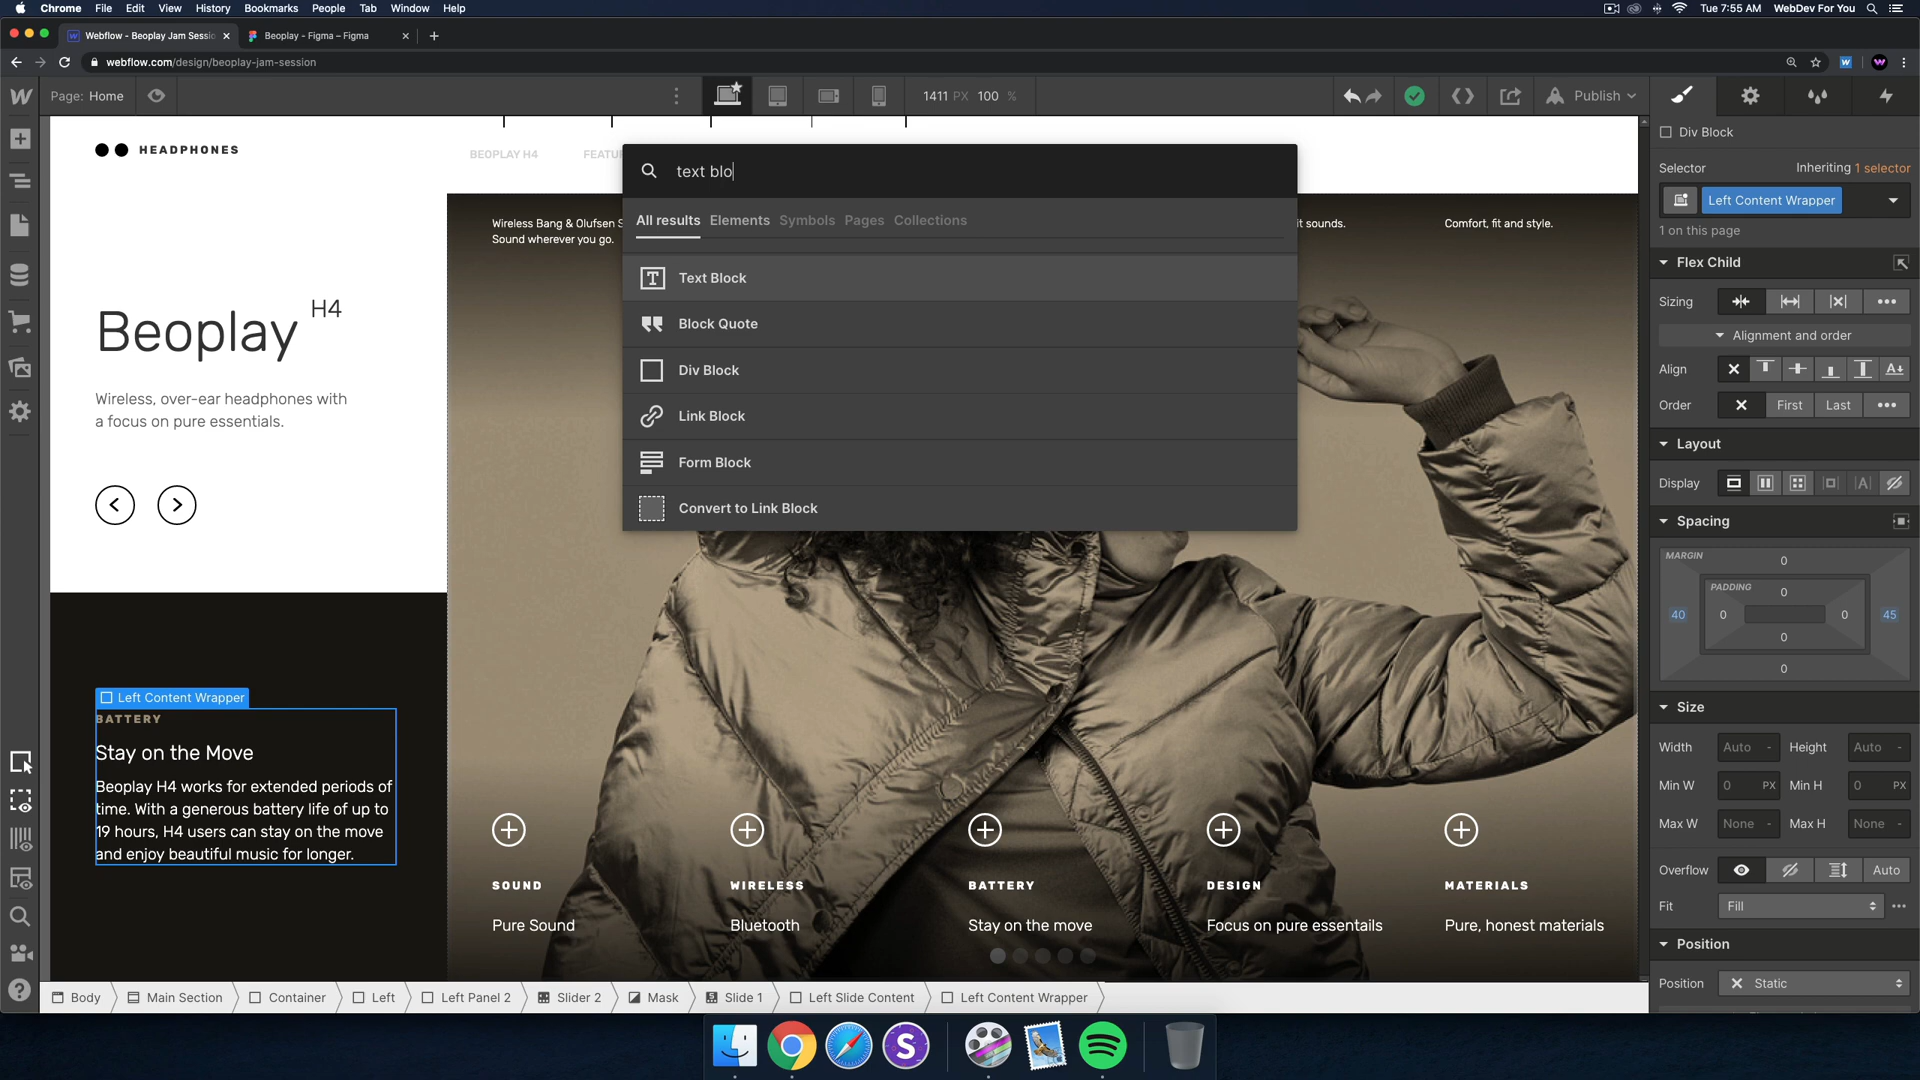 Chrome File Edit View History Bookmarks People Tab Window Help
Tue 7:55 AM WebDev For You
Webflow - Beoplay Jam Sessio
Beoplay - Figma – Figma
webflow.com/design/beoplay-jam-session
Page: Home
1411 PX 100 %
Publish
HEADPHONES
BEOPLAY H4
FEATU
text blo
All results Elements Symbols Pages Collections
Text Block
Block Quote
Div Block
Link Block
Form Block
Convert to Link Block
Wireless Bang & Olufsen S
Sound wherever you go.
it sounds.
Comfort, fit and style.
Beoplay H4
Wireless, over-ear headphones with
a focus on pure essentials.
Left Content Wrapper
BATTERY
Stay on the Move
Beoplay H4 works for extended periods of
time. With a generous battery life of up to
19 hours, H4 users can stay on the move
and enjoy beautiful music for longer.
SOUND
Pure Sound
WIRELESS
Bluetooth
BATTERY
Stay on the move
DESIGN
Focus on pure essentails
MATERIALS
Pure, honest materials
Div Block
Selector
Inheriting 1 selector
Left Content Wrapper
1 on this page
Flex Child
Sizing
Alignment and order
Align
Order First Last
Layout
Display
Spacing
MARGIN
0
PADDING
0
40 0 0 45
0
0
Size
Width Auto - Height Auto -
Min W 0 PX Min H 0 PX
Max W None - Max H None -
Overflow Auto
Fit Fill
Position
Position Static
Body Main Section Container Left Left Panel 2 Slider 2 Mask Slide 1 Left Slide Content Left Content Wrapper